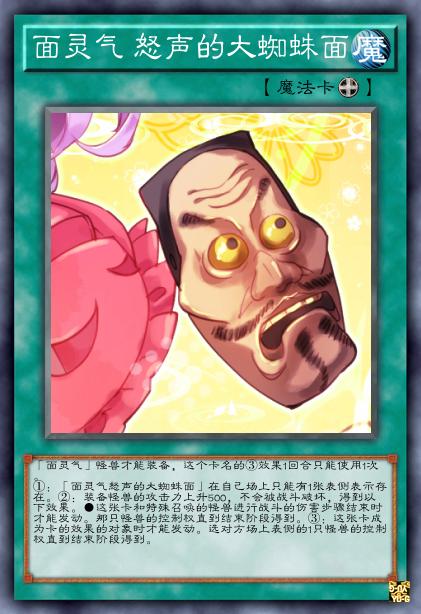 面灵气 怒声的大蜘蛛面
魔
【魔法卡】
「面灵气」怪兽才能装备，这个卡名的③效果1回合只能使用1次。
①：「面灵气怒声的大蜘蛛面」在自己场上只能有1张表侧表示存
在。②：装备怪兽的攻击力上升500，不会被战斗破坏，得到以
下效果。●这张卡和特殊召唤的怪兽进行战斗的伤害步骤结束时
才能发动。那只怪兽的控制权直到结束阶段得到。③：这张卡成
为卡的效果的对象时才能发动。选对方场上表侧的1只怪兽的控制
权直到结束阶段得到。